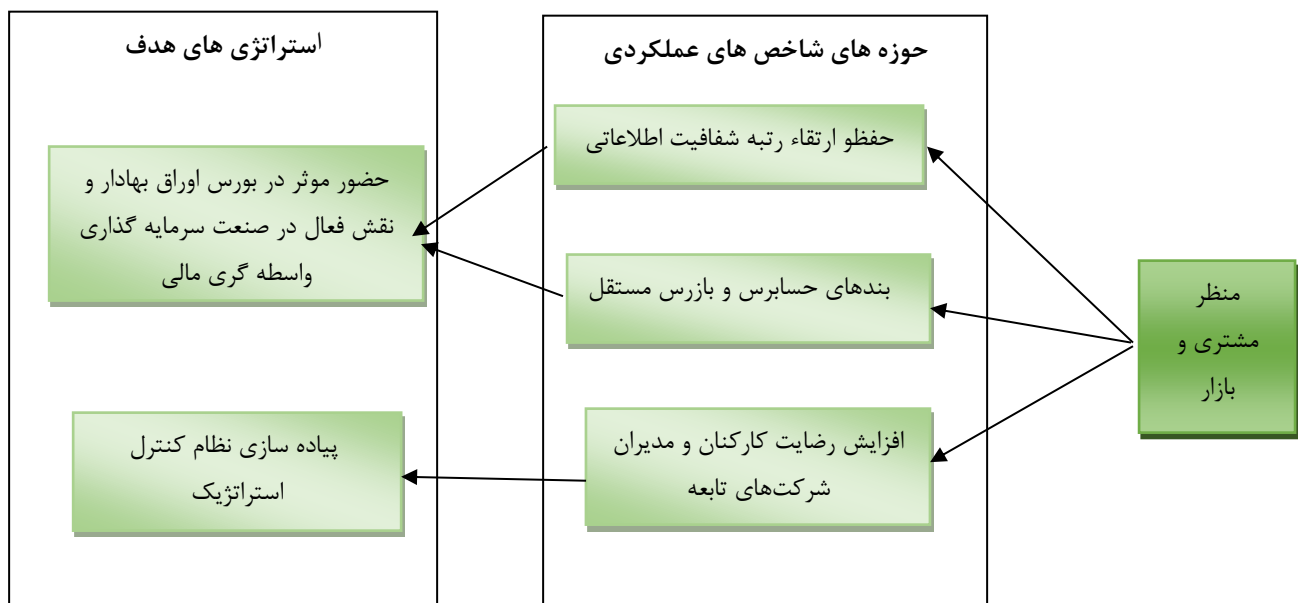 حوزه های شاخص های عملکردی
استراتژی های هدف
حفظو ارتقاء رتبه شفافیت اطلاعاتی
حضور موثر در بورس اوراق بهادار و
نقش فعال در صنعت سرمایه گذاری
واسطه گری مالی
بندهای حسابرس و بازرس مستقل
منظر
مشتری و
بازار
افزایش رضایت کارکنان و مدیران
شرکت‌های تابعه
پیاده سازی نظام کنترل
استراتژیک